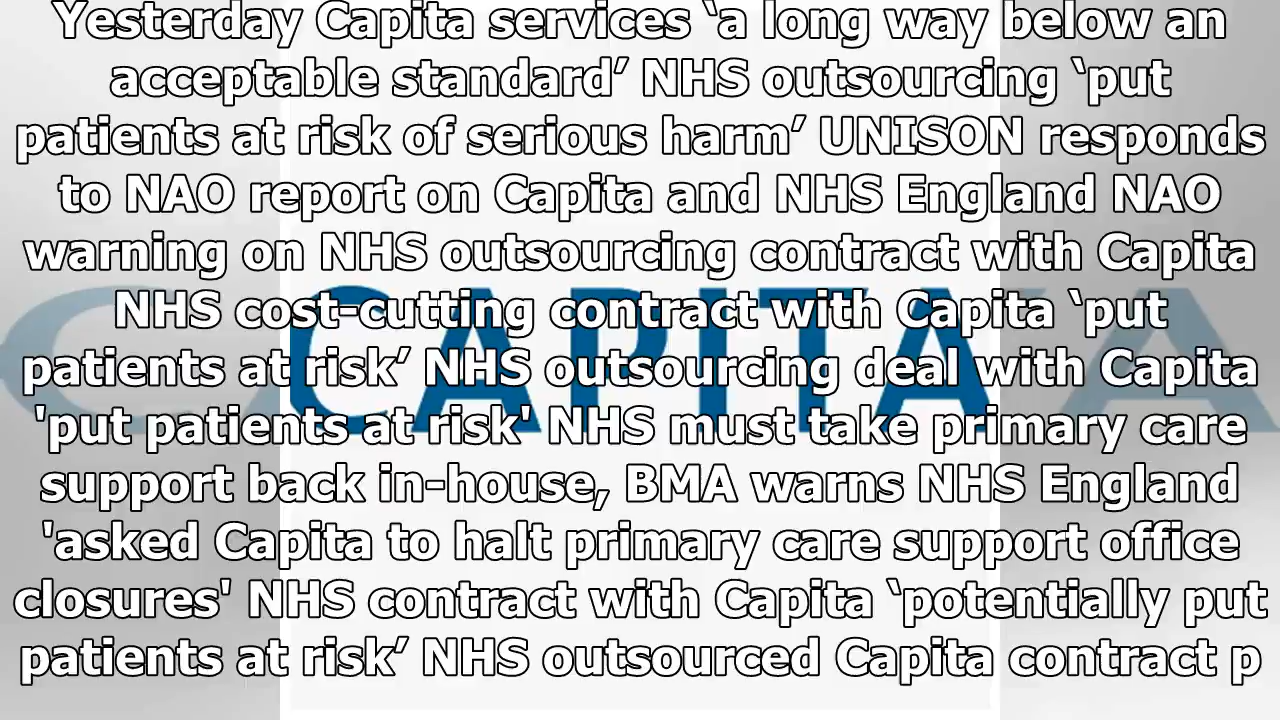 Yesterday Capita services ‘a long way below an
acceptable standard’ NHS outsourcing ‘put
patients at risk of serious harm’ UNISON responds
to NAO report on Capita and NHS England NAO
warning on NHS outsourcing contract with Capita
NHS cost-cutting contract with Capita ‘put
patients at risk’ NHS outsourcing deal with Capita
'put patients at risk' NHS must take primary care
support back in-house, BMA warns NHS England
'asked Capita to halt primary care support office
closures' NHS contract with Capita ‘potentially put
patients at risk’ NHS outsourced Capita contract p
CAPITA